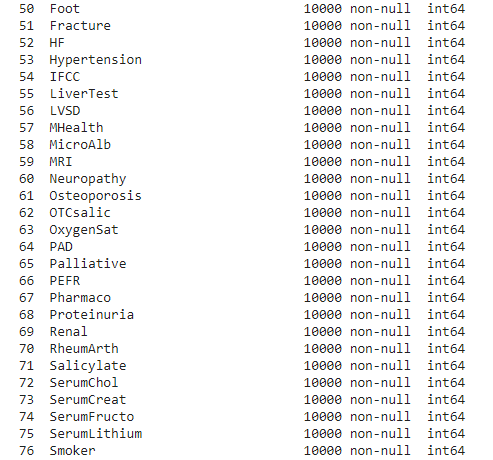 50 Foot 10000 non-null int64
51 Fracture 10000 non-null int64
52 HF 10000 non-null int64
53 Hypertension 10000 non-null int64
54 IFCC 10000 non-null int64
55 LiverTest 10000 non-null int64
56 LVSD 10000 non-null int64
57 MHealth 10000 non-null int64
58 MicroAlb 10000 non-null int64
59 MRI 10000 non-null int64
60 Neuropathy 10000 non-null int64
61 Osteoporosis 10000 non-null int64
62 OTCsalic 10000 non-null int64
63 OxygenSat 10000 non-null int64
64 PAD 10000 non-null int64
65 Palliative 10000 non-null int64
66 PEFR 10000 non-null int64
67 Pharmaco 10000 non-null int64
68 Proteinuria 10000 non-null int64
69 Renal 10000 non-null int64
70 RheumArth 10000 non-null int64
71 Salicylate 10000 non-null int64
72 SerumChol 10000 non-null int64
73 SerumCreat 10000 non-null int64
74 SerumFructo 10000 non-null int64
75 SerumLithium 10000 non-null int64
76 Smoker 10000 non-null int64